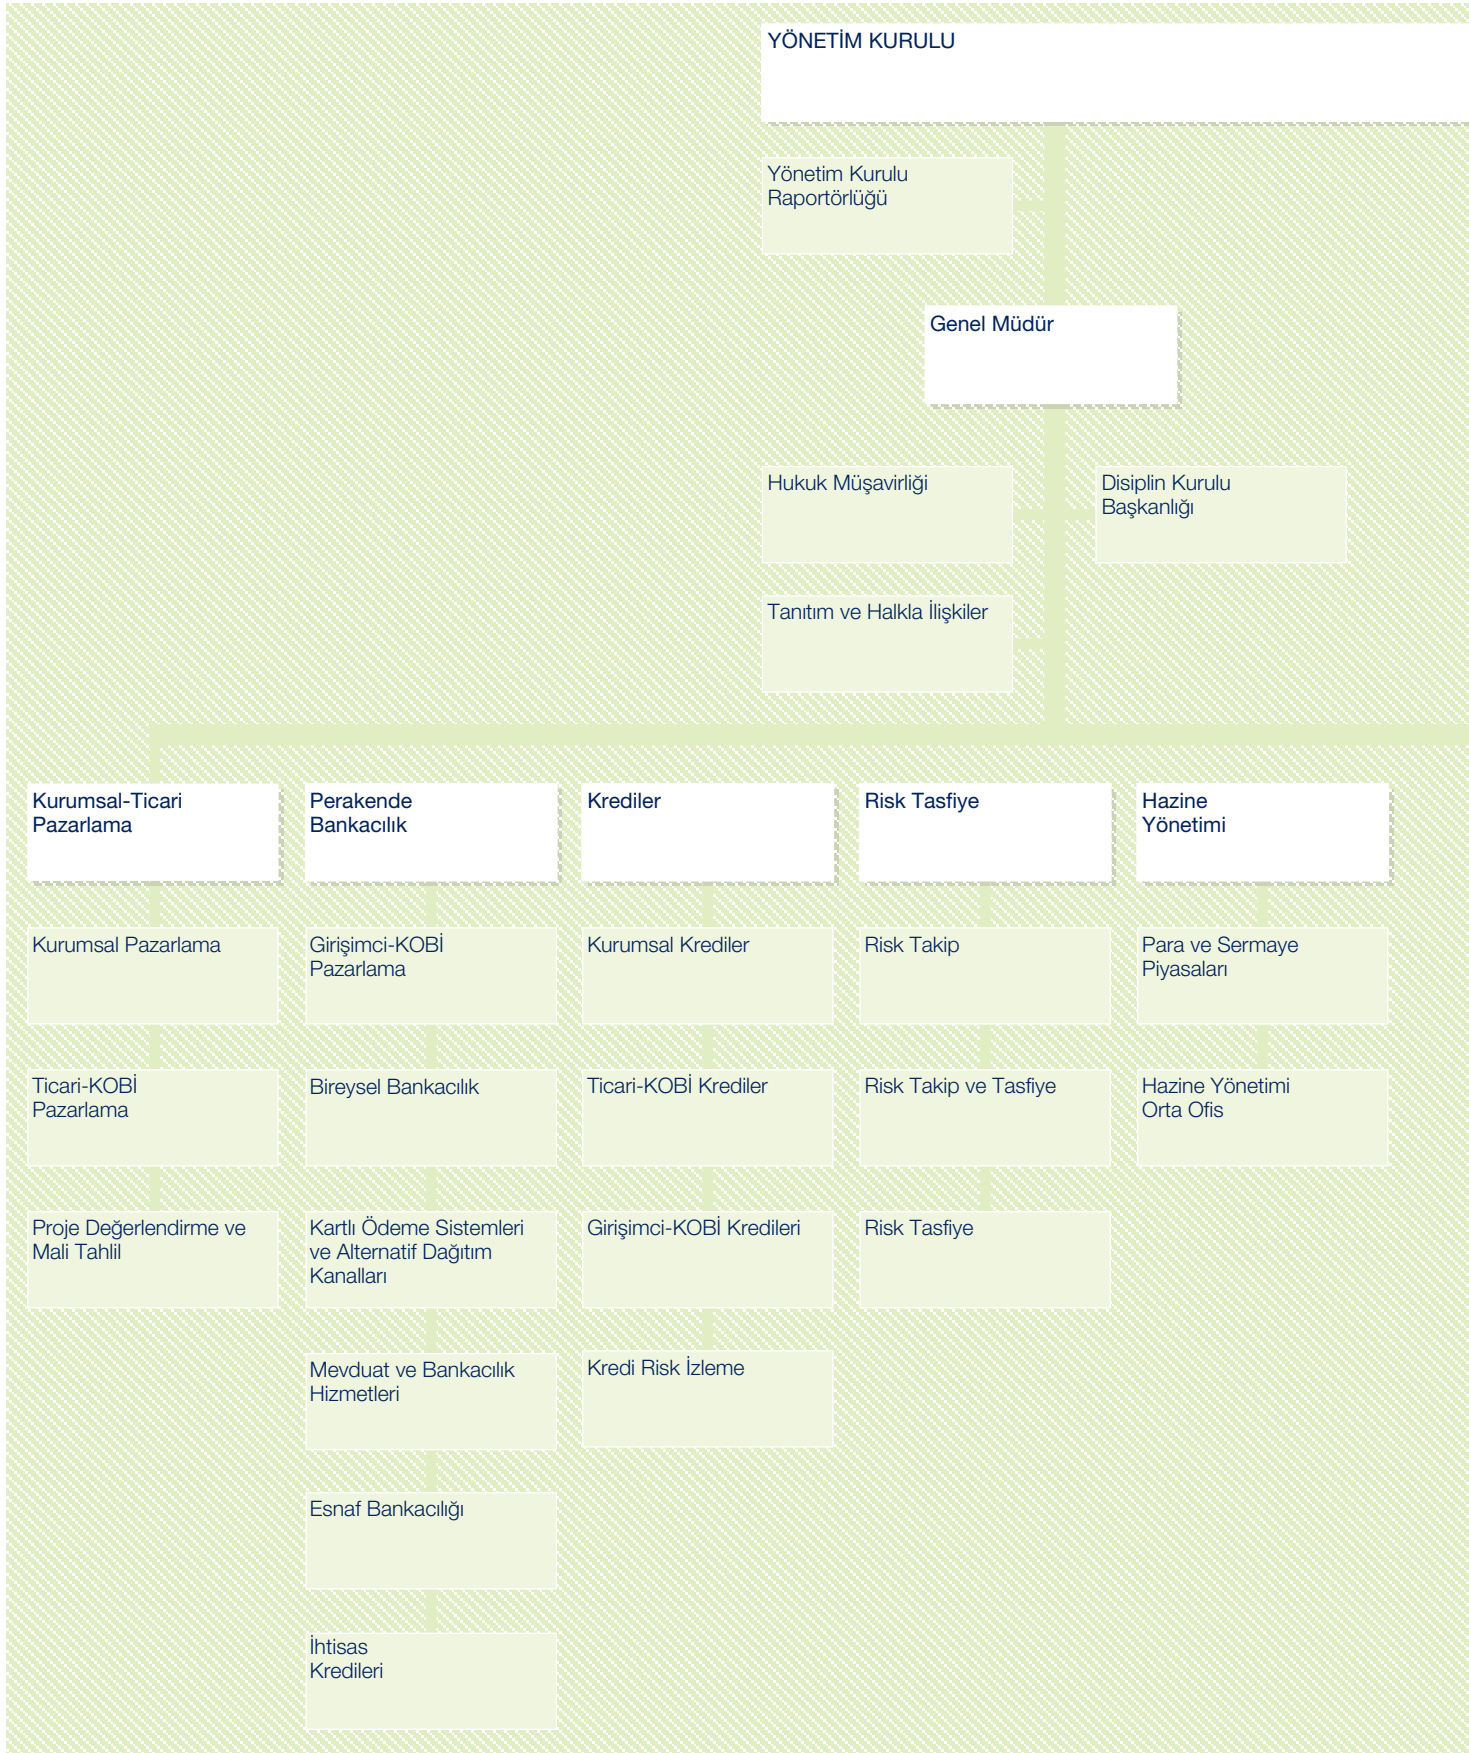 YÖNETİM KURULU
Yönetim Kurulu
Raportörlüğü
Genel Müdür
Hukuk Müşavirliği
Disiplin Kurulu
Başkanlığı
Tanıtım ve Halkla İlişkiler
Kurumsal-Ticari
Pazarlama
Perakende
Bankacılık
Krediler
Risk Tasfiye
Hazine
Yönetimi
Kurumsal Pazarlama
Girişimci-KOBİ
Pazarlama
Kurumsal Krediler
Risk Takip
Para ve Sermaye
Piyasaları
Ticari-KOBİ
Pazarlama
Bireysel Bankacılık
Ticari-KOBİ Krediler
Risk Takip ve Tasfiye
Hazine Yönetimi
Orta Ofis
Proje Değerlendirme ve
Mali Tahlil
Kartlı Ödeme Sistemleri
ve Alternatif Dağıtım
Kanalları
Girişimci-KOBİ Kredileri
Risk Tasfiye
Mevduat ve Bankacılık
Hizmetleri
Kredi Risk İzleme
Esnaf Bankacılığı
İhtisas
Kredileri